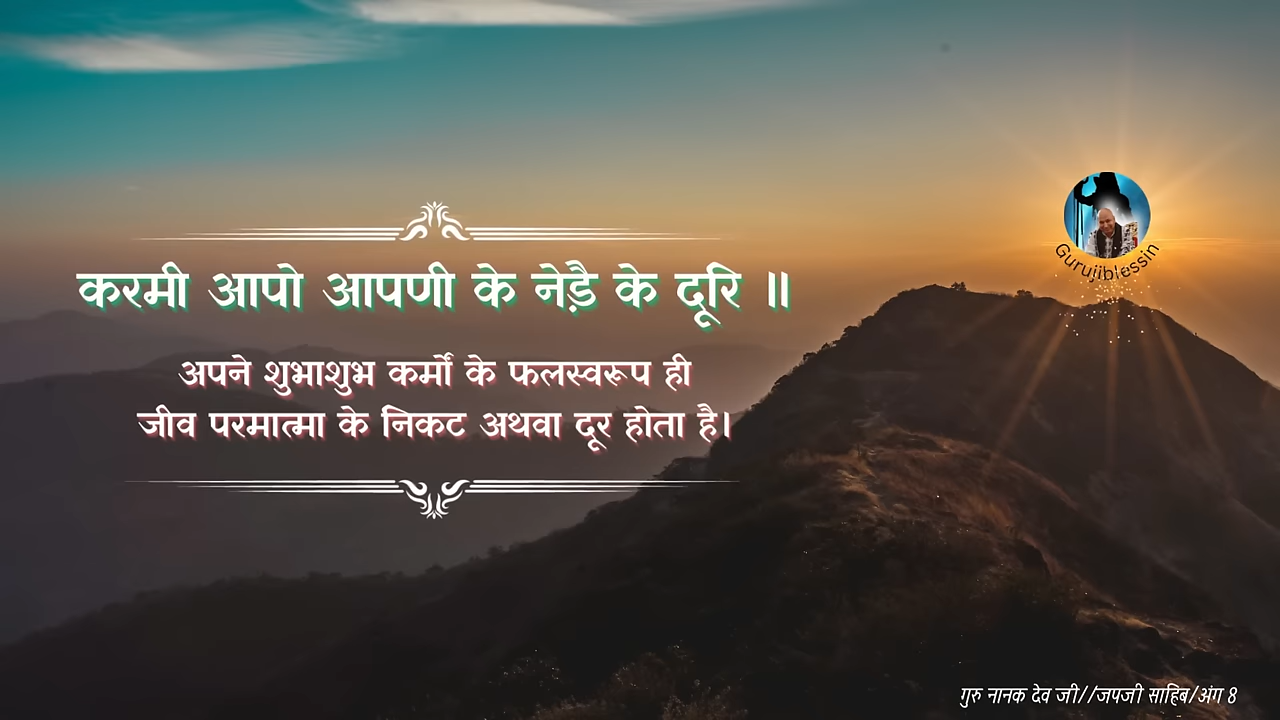 करमी आपो आपणी के नेड़ै के दूरि ॥
अपने शुभाशुभ कर्मों के फलस्वरूप ही
जीव परमात्मा के निकट अथवा दूर होता है।
Gurujiblessin
गुरु नानक देव जी//जपजी साहिब/अंग 8